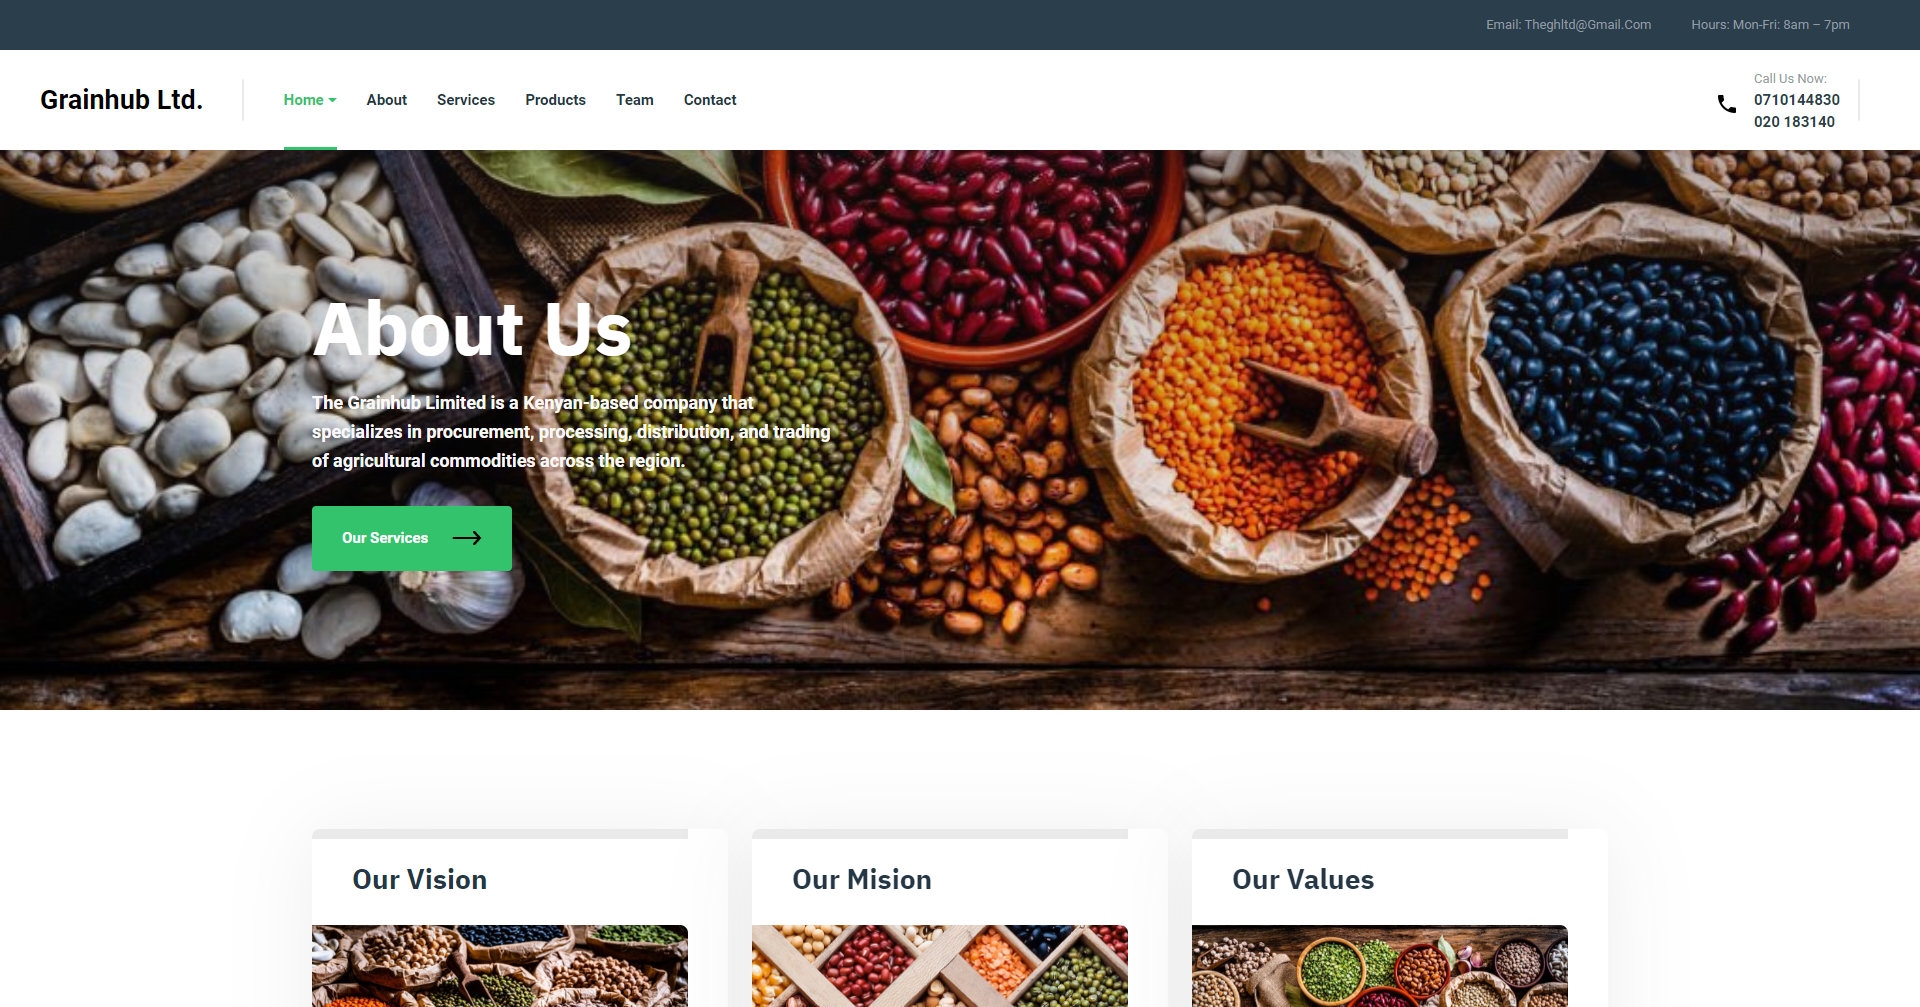 Email: Theghltd@Gmail.Com Hours: Mon-Fri: 8am – 7pm
Grainhub Ltd. Home About Services Products Team Contact
Call Us Now:
0710144830
020 183140
About Us
The Grainhub Limited is a Kenyan-based company that
specializes in procurement, processing, distribution, and trading
of agricultural commodities across the region.
Our Services
Our Vision Our Mision Our Values